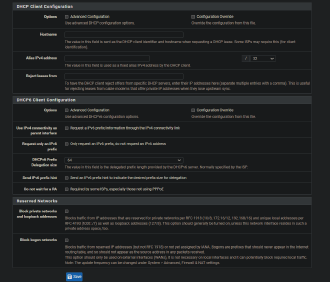 DHCP Client Configuration
Options
Advanced Configuration
Configuration Override
Use advanced DHCP configuration options.
Override the configuration from this file.
Hostname
The value in this field is sent as the DHCP client identifier and hostname when requesting a DHCP lease. Some ISPs may require this (for client
identification).
Alias IPv4 address
/ 32
The value in this field is used as a fixed alias IPv4 address by the DHCP client.
Reject leases from
To have the DHCP client reject offers from specific DHCP servers, enter their IP addresses here (separate multiple entries with a comma). This is useful
for rejecting leases from cable modems that offer private IP addresses when they lose upstream sync.
DHCP6 Client Configuration
Options
Advanced Configuration
Configuration Override
Use advanced DHCPv6 configuration options.
Override the configuration from this file.
Use IPv4 connectivity as
parent interface
Request a IPv6 prefix/information through the IPv4 connectivity link
Request only an IPv6
prefix
Only request an IPv6 prefix, do not request an IPv6 address
DHCPv6 Prefix
Delegation size
64
The value in this field is the delegated prefix length provided by the DHCPv6 server. Normally specified by the ISP.
Send IPv6 prefix hint
Send an IPv6 prefix hint to indicate the desired prefix size for delegation
Do not wait for a RA
Required by some ISPs, especially those not using PPPoE
Reserved Networks
Block private networks
and loopback addresses
Blocks traffic from IP addresses that are reserved for private networks per RFC 1918 (10/8, 172.16/12, 192.168/16) and unique local addresses per
RFC 4193 (fc00::/7) as well as loopback addresses (127/8). This option should generally be turned on, unless this network interface resides in such a
private address space, too.
Block bogon networks
Blocks traffic from reserved IP addresses (but not RFC 1918) or not yet assigned by IANA. Bogons are prefixes that should never appear in the Internet
routing table, and so should not appear as the source address in any packets received.
This option should only be used on external interfaces (WANs), it is not necessary on local interfaces and it can potentially block required local traffic.
Note: The update frequency can be changed under System > Advanced, Firewall & NAT settings.
Save